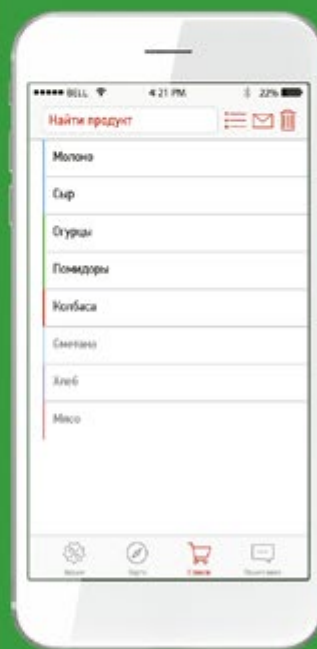 BELL 4 21 PM 22%
Найти продукт
Молоко
Сыр
Огурцы
Помидоры
Колбаса
Сметана
Хлеб
Мясо